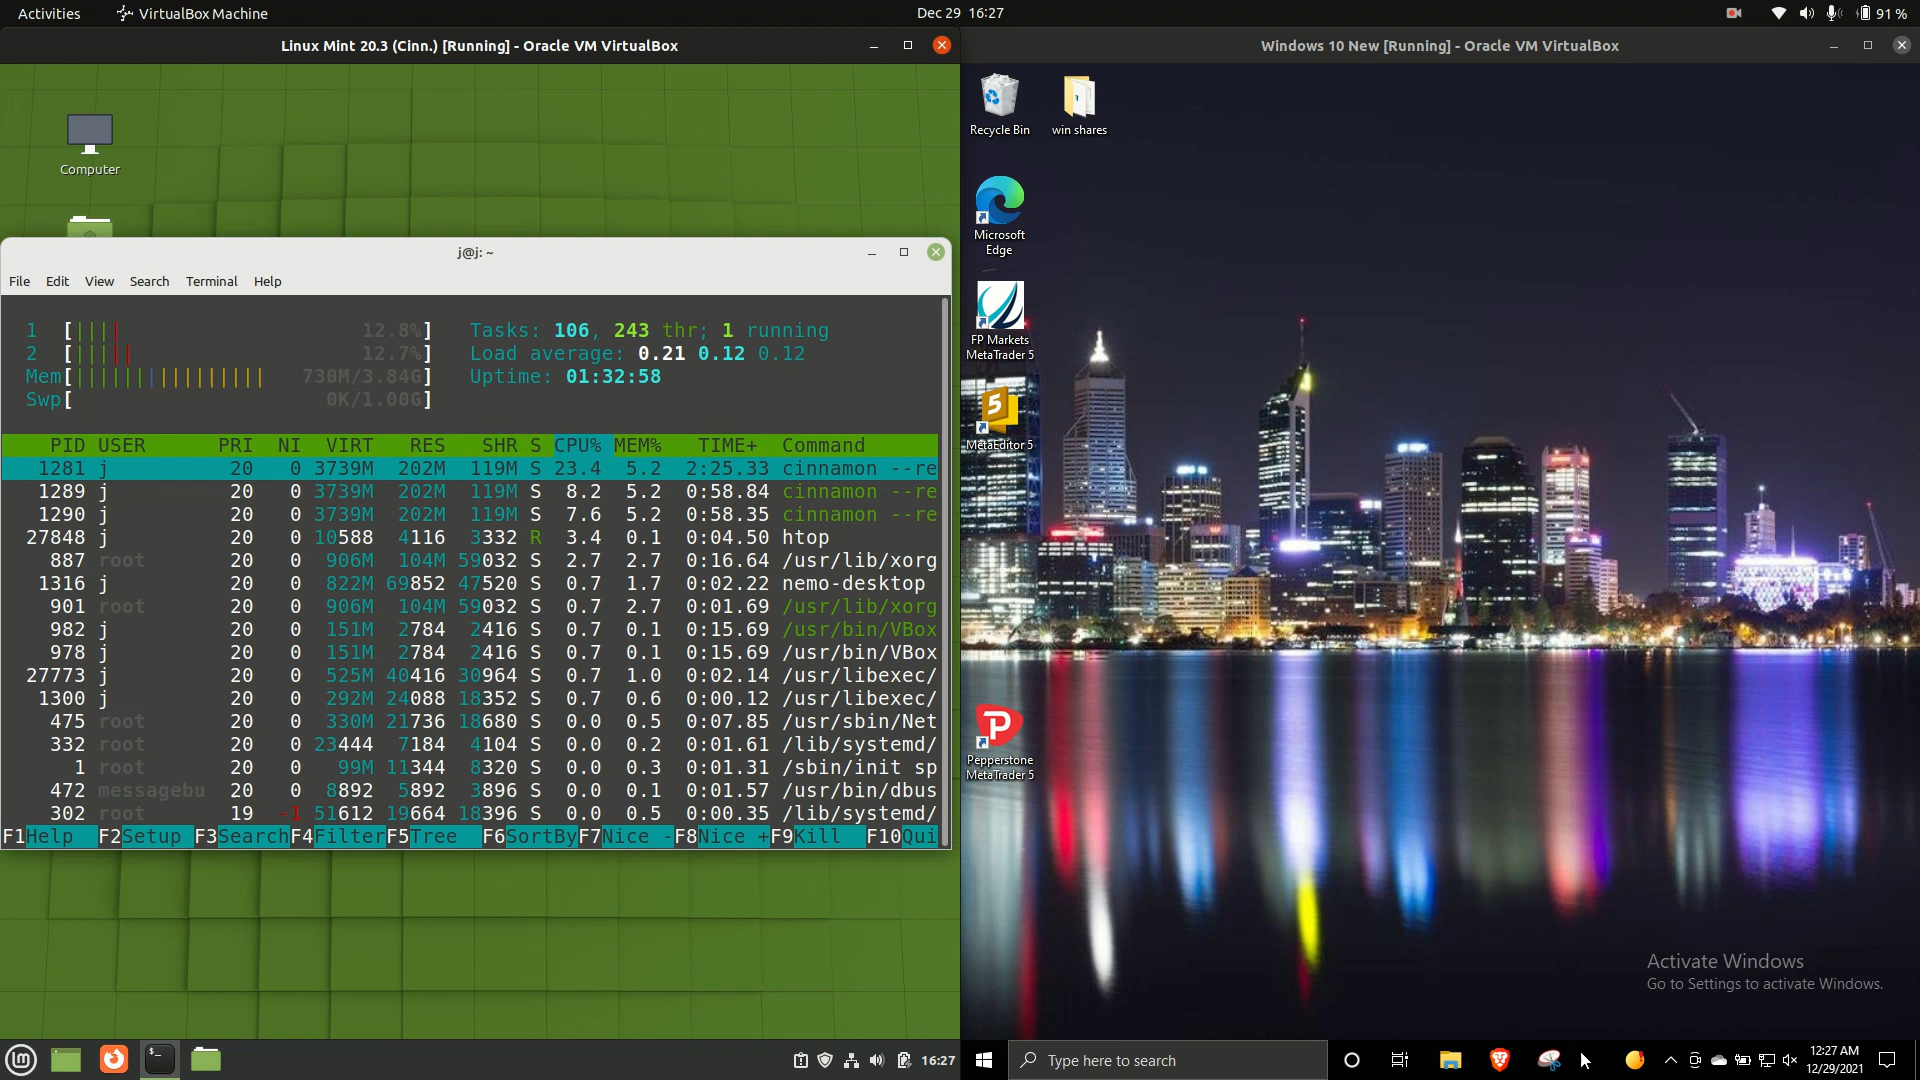 Activities
VirtualBox Machine
Dec 29 16:27
91 %
Linux Mint 20.3 (Cinn.) [Running] - Oracle VM VirtualBox
Computer
j@j: ~
File Edit View Search Terminal Help
1 [||||| 12.8%] Tasks: 106, 243 thr; 1 running
2 [||||| 12.7%] Load average: 0.21 0.12 0.12
Mem[|||||||||||||||| 730M/3.84G] Uptime: 01:32:58
Swp[ 0K/1.00G]
PID USER PRI NI VIRT RES SHR S CPU% MEM% TIME+ Command
1281 j 20 0 3739M 202M 119M S 23.4 5.2 2:25.33 cinnamon --re
1289 j 20 0 3739M 202M 119M S 8.2 5.2 0:58.84 cinnamon --re
1290 j 20 0 3739M 202M 119M S 7.6 5.2 0:58.35 cinnamon --re
27848 j 20 0 10588 4116 3332 R 3.4 0.1 0:04.50 htop
887 root 20 0 906M 104M 59032 S 2.7 2.7 0:16.64 /usr/lib/xorg
1316 j 20 0 822M 69852 47520 S 0.7 1.7 0:02.22 nemo-desktop
901 root 20 0 906M 104M 59032 S 0.7 2.7 0:01.69 /usr/lib/xorg
982 j 20 0 151M 2784 2416 S 0.7 0.1 0:15.69 /usr/bin/VBox
978 j 20 0 151M 2784 2416 S 0.7 0.1 0:15.69 /usr/bin/VBox
27773 j 20 0 525M 40416 30964 S 0.7 1.0 0:02.14 /usr/libexec/
1300 j 20 0 292M 24088 18352 S 0.7 0.6 0:00.12 /usr/libexec/
475 root 20 0 330M 21736 18680 S 0.0 0.5 0:07.85 /usr/sbin/Net
332 root 20 0 23444 7184 4104 S 0.0 0.2 0:01.61 /lib/systemd/
1 root 20 0 99M 11344 8320 S 0.0 0.3 0:01.31 /sbin/init sp
472 messagebu 20 0 8892 5892 3896 S 0.0 0.1 0:01.57 /usr/bin/dbus
302 root 19 -1 51612 19664 18396 S 0.0 0.5 0:00.35 /lib/systemd/
F1Help F2Setup F3SearchF4FilterF5Tree F6SortByF7Nice -F8Nice +F9Kill F10Qui
16:27
Windows 10 New [Running] - Oracle VM VirtualBox
Recycle Bin
win shares
Microsoft
Edge
FP Markets
MetaTrader 5
5
MetaEditor 5
P
Pepperstone
MetaTrader 5
Activate Windows
Go to Settings to activate Windows.
Type here to search
12:27 AM
12/29/2021